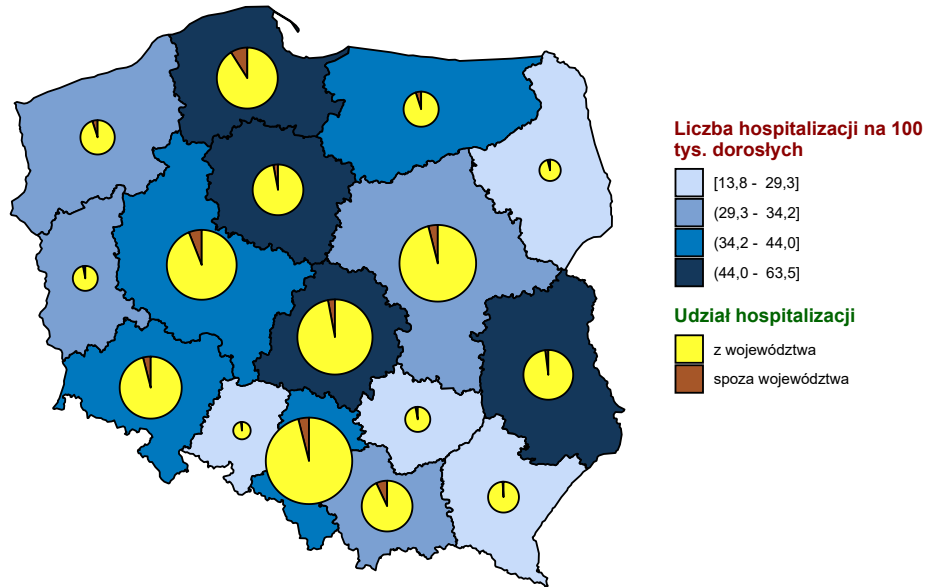 Liczba hospitalizacji na 100
tys. dorosłych
[13,8 - 29,3]
(29,3 - 34,2]
(34,2 - 44,0]
(44,0 - 63,5]
Udział hospitalizacji
z województwa
spoza województwa